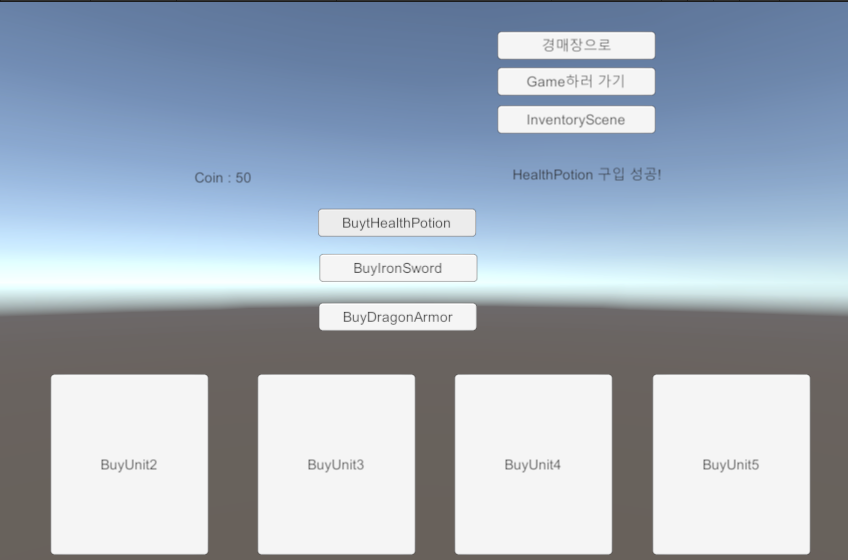 경매장으로
Game하러 가기
InventoryScene
Coin : 50
HealthPotion 구입 성공!
BuytHealthPotion
BuyIronSword
BuyDragonArmor
BuyUnit2
BuyUnit3
BuyUnit4
BuyUnit5